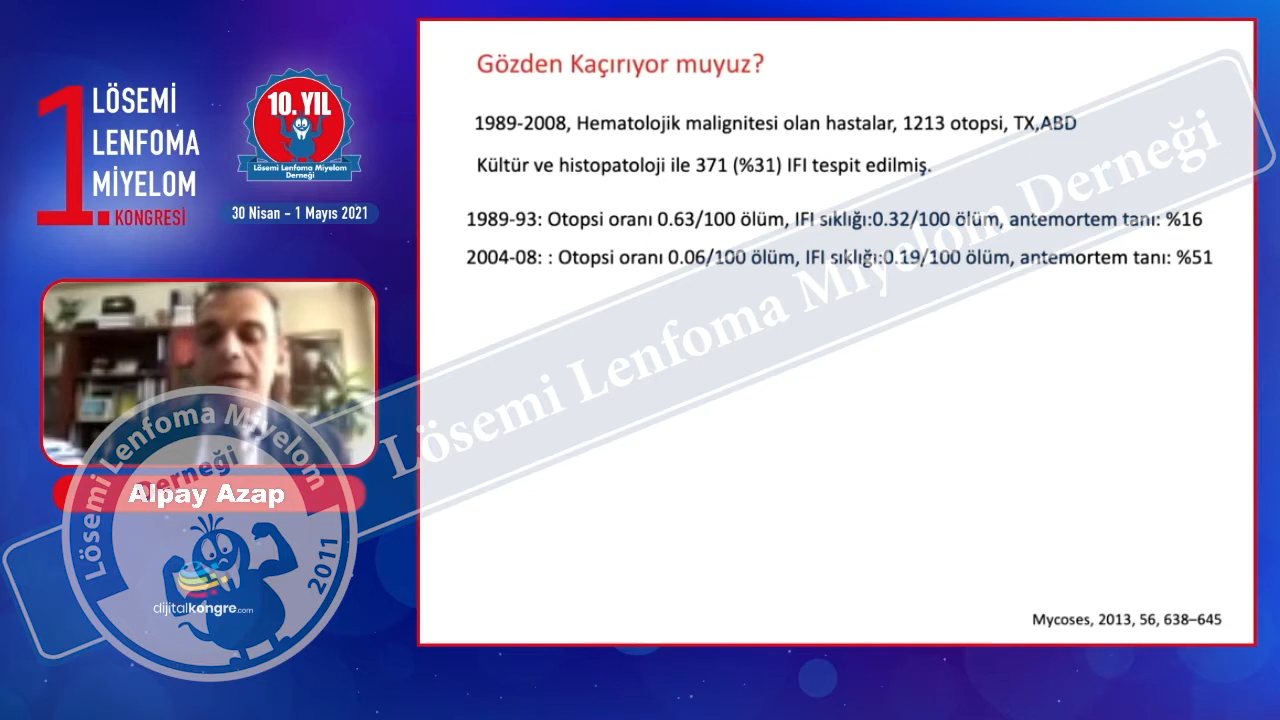 1.
LÖSEMİ
LENFOMA
MİYELOM
KONGRESİ
10. YIL
Lösemi Lenfoma Miyelom
Derneği
30 Nisan - 1 Mayıs 2021
Gözden Kaçırıyor muyuz?
1989-2008, Hematolojik malignitesi olan hastalar, 1213 otopsi, TX,ABD
Kültür ve histopatoloji ile 371 (%31) IFI tespit edilmiş.
1989-93: Otopsi oranı 0.63/100 ölüm, IFI sıklığı:0.32/100 ölüm, antemortem tanı: %16
2004-08: : Otopsi oranı 0.06/100 ölüm, IFI sıklığı:0.19/100 ölüm, antemortem tanı: %51
Mycoses, 2013, 56, 638–645
Alpay Azap
Lösemi Lenfoma Miyelom
Derneği
2011
dijitalkongre.com
Lösemi Lenfoma Miyelom Derneği